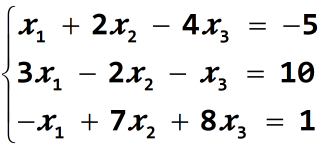 x₁ + 2x₂ − 4x₃ = −5
3x₁ − 2x₂ − x₃ = 10
−x₁ + 7x₂ + 8x₃ = 1